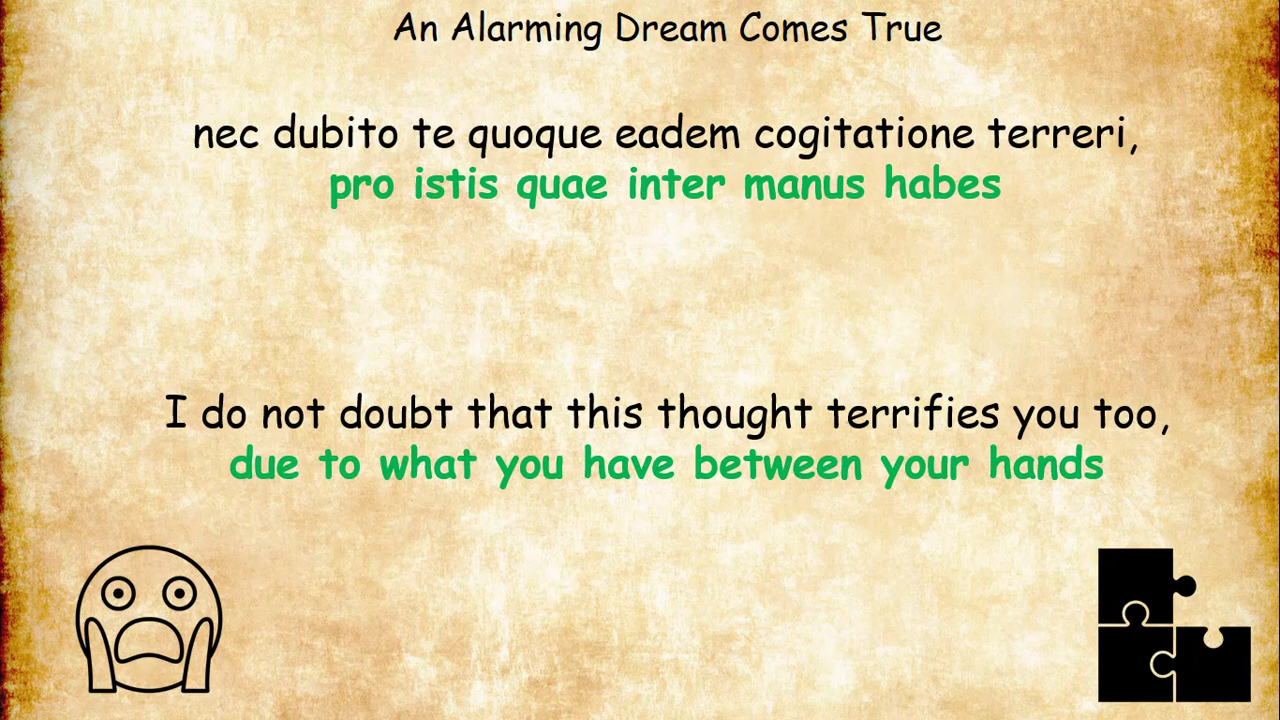 An Alarming Dream Comes True
nec dubito te quoque eadem cogitatione terreri,
pro istis quae inter manus habes
I do not doubt that this thought terrifies you too,
due to what you have between your hands